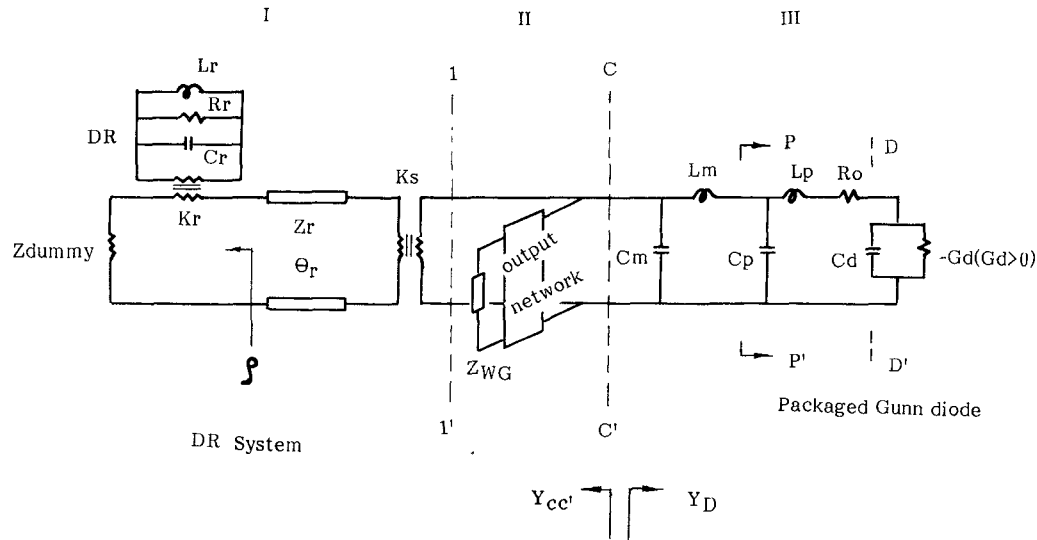 I II III
Lr
Rr
DR
Cr
1 C
P D
Ks Lm Lp Ro
Kr Zr
Zdummy
Θr
output
network
Cm Cp Cd -Gd(Gd>0)
ZWG
ρ
P' D'
Packaged Gunn diode
1' C'
DR System
Ycc' YD